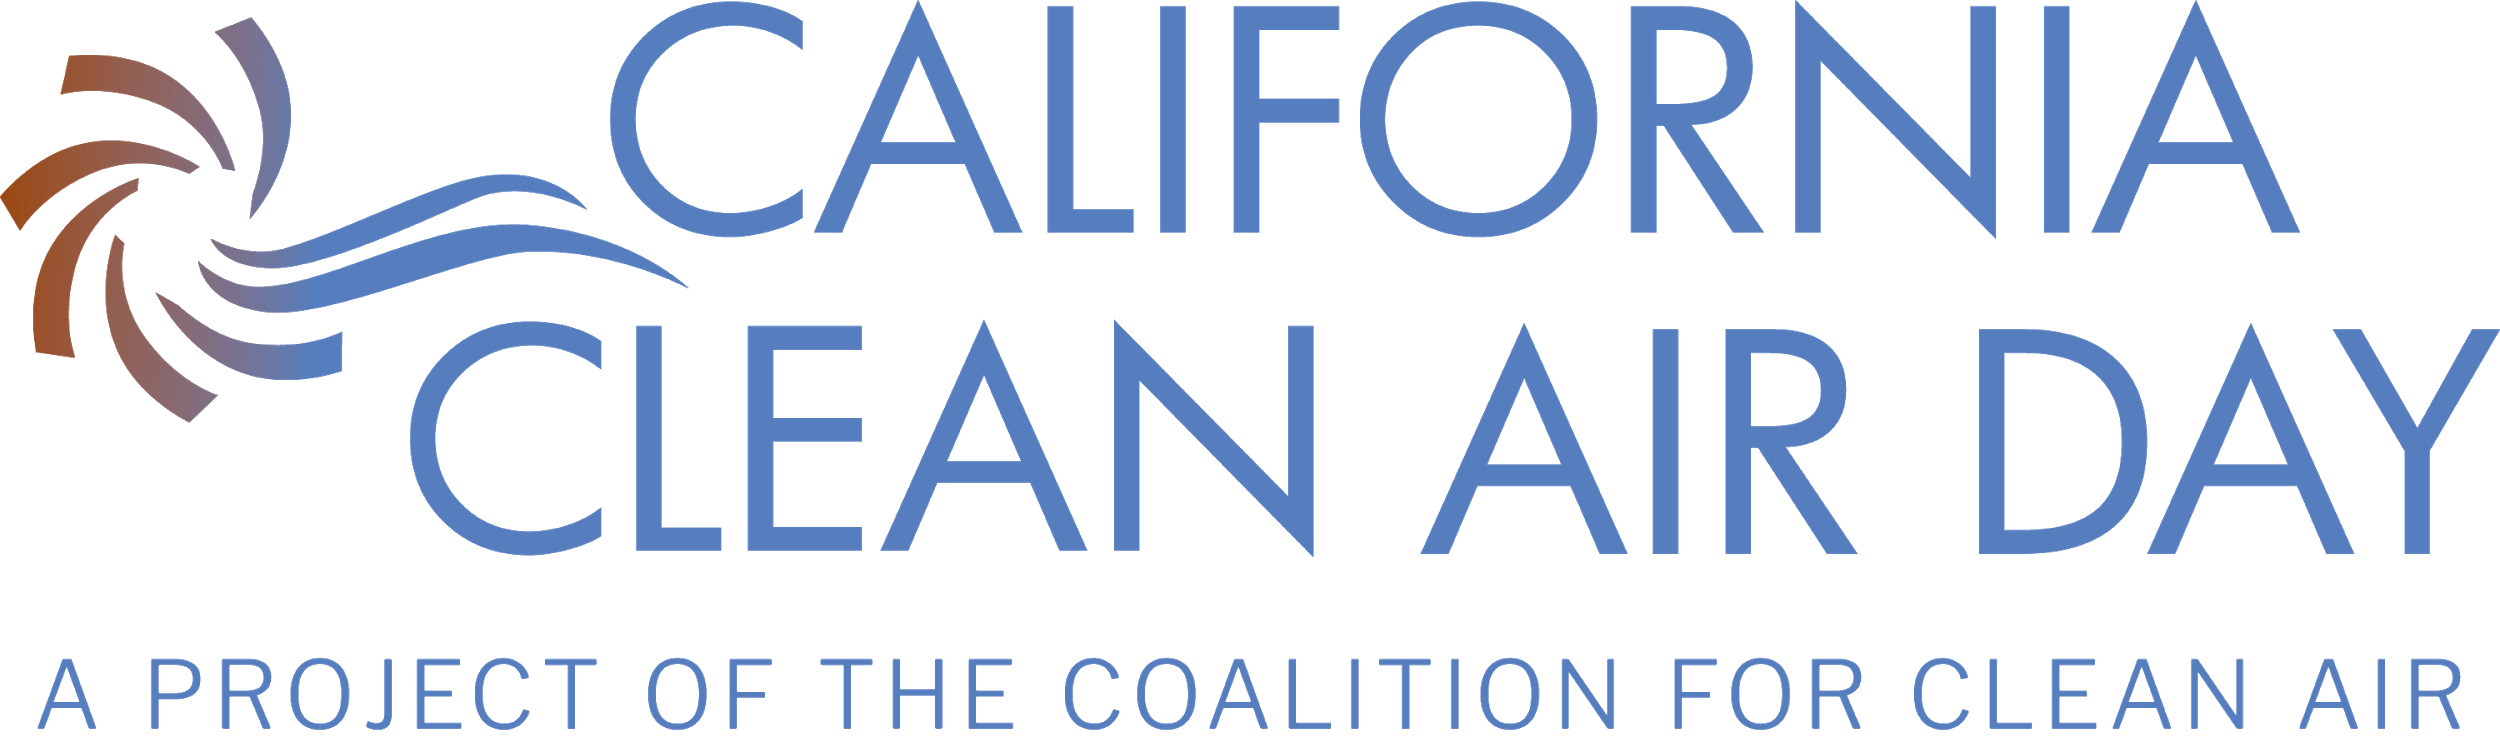 CALIFORNIA
CLEAN AIR DAY
A PROJECT OF THE COALITION FOR CLEAN AIR